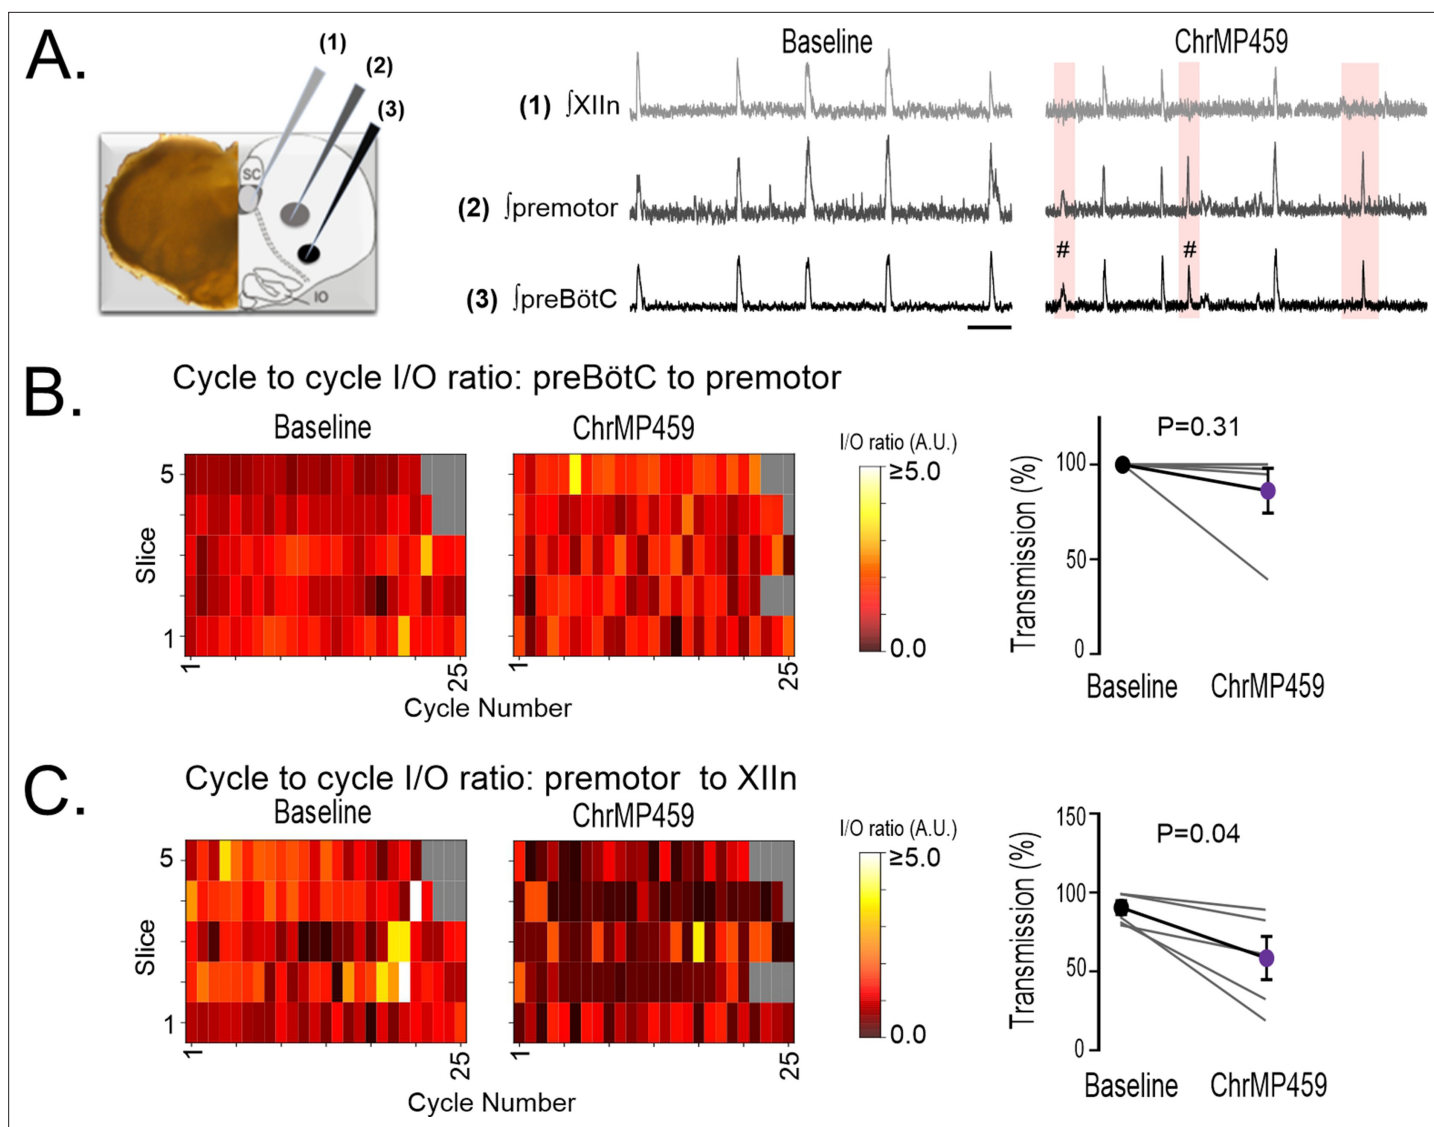 A.
(1)
(2)
(3)
SC
IO
Baseline
ChrMP459
(1) ∫XIIn
(2) ∫premotor
(3) ∫preBötC
#
#
B.
Cycle to cycle I/O ratio: preBötC to premotor
Baseline
ChrMP459
I/O ratio (A.U.)
≥5.0
0.0
Slice
5
1
1
25
1
25
Cycle Number
P=0.31
Transmission (%)
100
50
0
Baseline
ChrMP459
C.
Cycle to cycle I/O ratio: premotor to XIIn
Baseline
ChrMP459
I/O ratio (A.U.)
≥5.0
0.0
Slice
5
1
1
25
1
25
Cycle Number
P=0.04
Transmission (%)
150
100
50
0
Baseline
ChrMP459